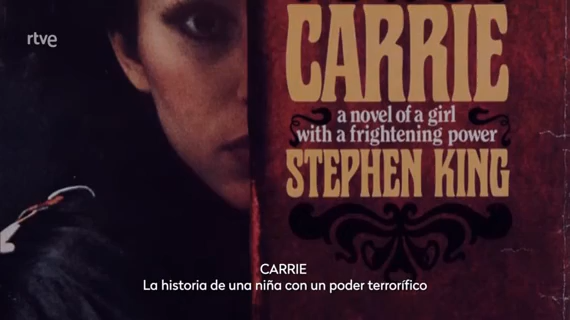 rtve
CARRIE
a novel of a girl
with a frightening power
STEPHEN KING
CARRIE
La historia de una niña con un poder terrorífico